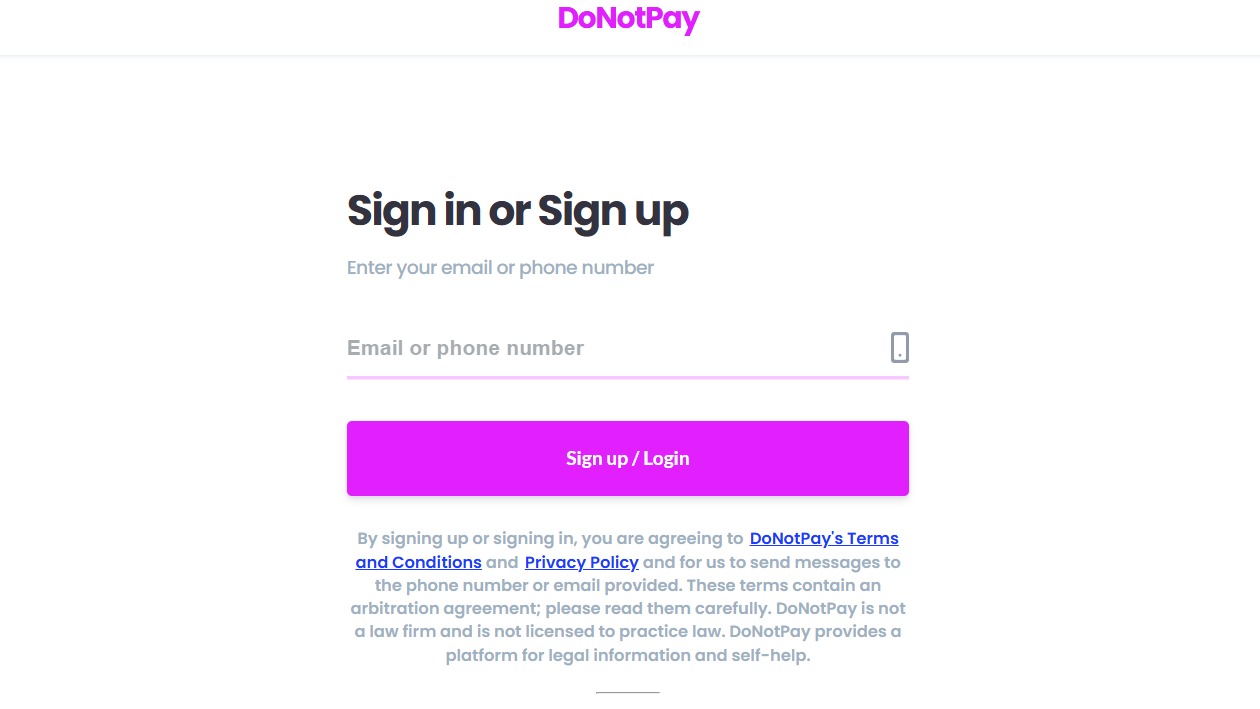 DoNotPay
Sign in or Sign up
Enter your email or phone number
Email or phone number
Sign up / Login
By signing up or signing in, you are agreeing to DoNotPay's Terms
and Conditions and Privacy Policy and for us to send messages to
the phone number or email provided. These terms contain an
arbitration agreement; please read them carefully. DoNotPay is not
a law firm and is not licensed to practice law. DoNotPay provides a
platform for legal information and self-help.